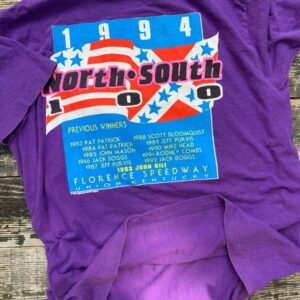 1994
North·South
100
PREVIOUS WINNERS
1983 PAT PATRICK
1984 PAT PATRICK
1985 JOHN MASON
1986 JACK BOGGS
1987 JEFF PURVIS
1988 SCOTT BLOOMQUIST
1989 JEFF PURVIS
1990 MIKE HEAD
1991 RODNEY COMBS
1992 JACK BOGGS
1993 JOHN GILL
FLORENCE SPEEDWAY
UNION KENTUCKY